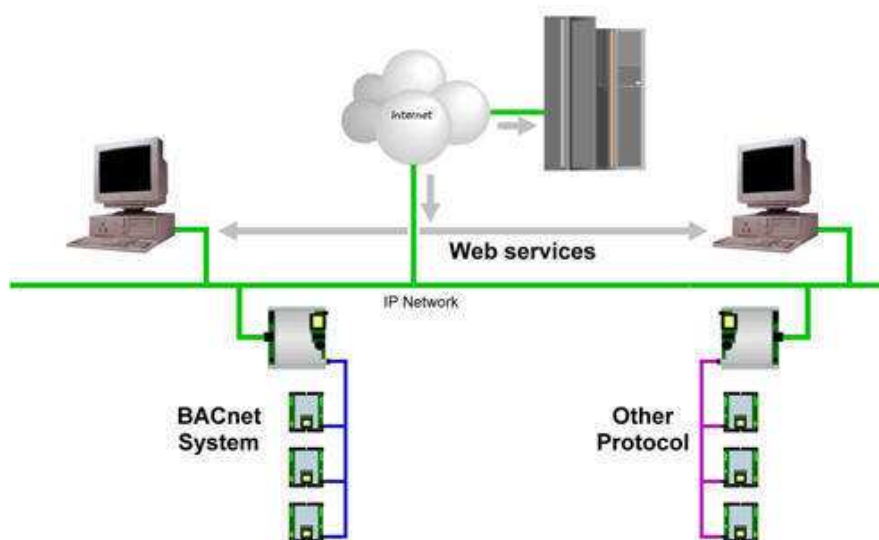 Internet
Web services
IP Network
BACnet
System
Other
Protocol